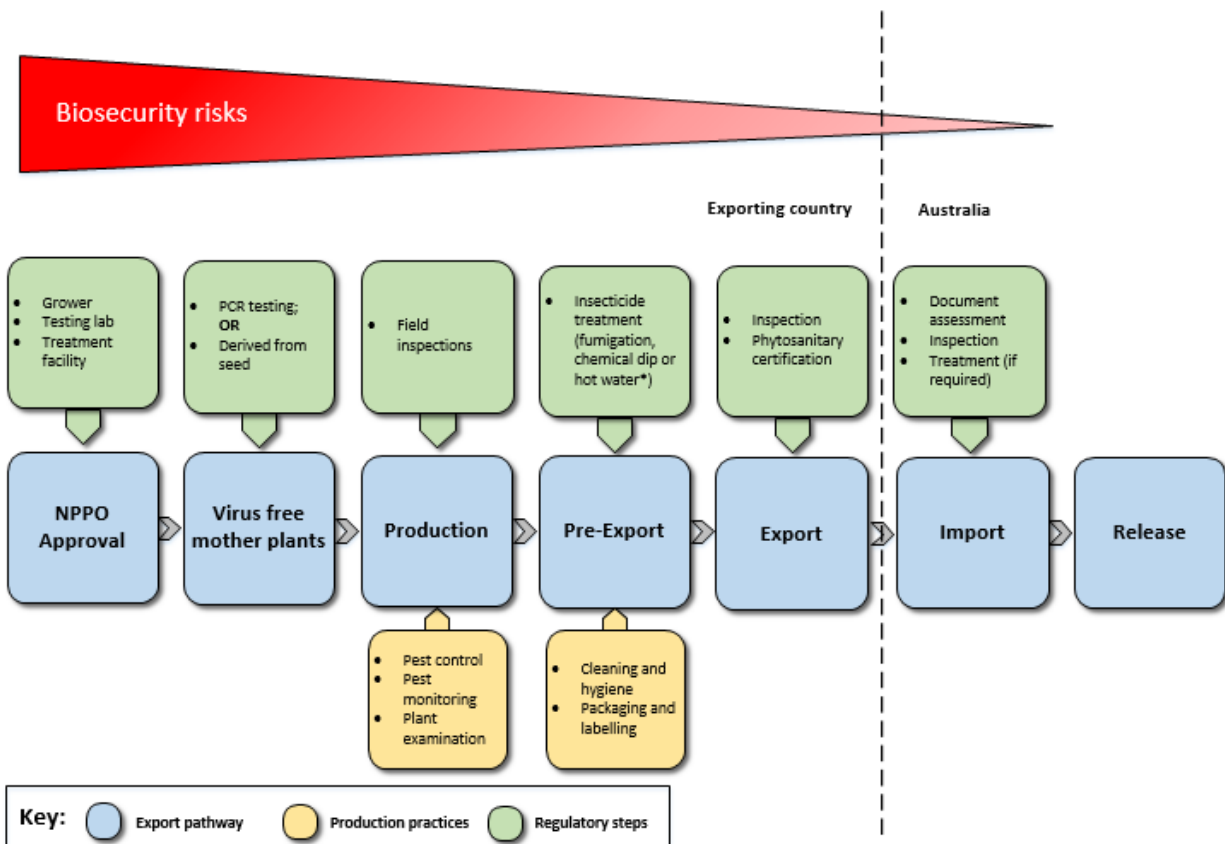 Biosecurity risks
Exporting country
Australia
• Grower
• Testing lab
• Treatment
facility
• PCR testing;
OR
• Derived from
seed
• Field
inspections
• Insecticide
treatment
(fumigation,
chemical dip or
hot water*)
• Inspection
• Phytosanitary
certification
• Document
assessment
• Inspection
• Treatment (if
required)
NPPO
Approval
Virus free
mother plants
Production
Pre-Export
Export
Import
Release
• Pest control
• Pest
monitoring
• Plant
examination
• Cleaning and
hygiene
• Packaging and
labelling
Key:
Export pathway
Production practices
Regulatory steps